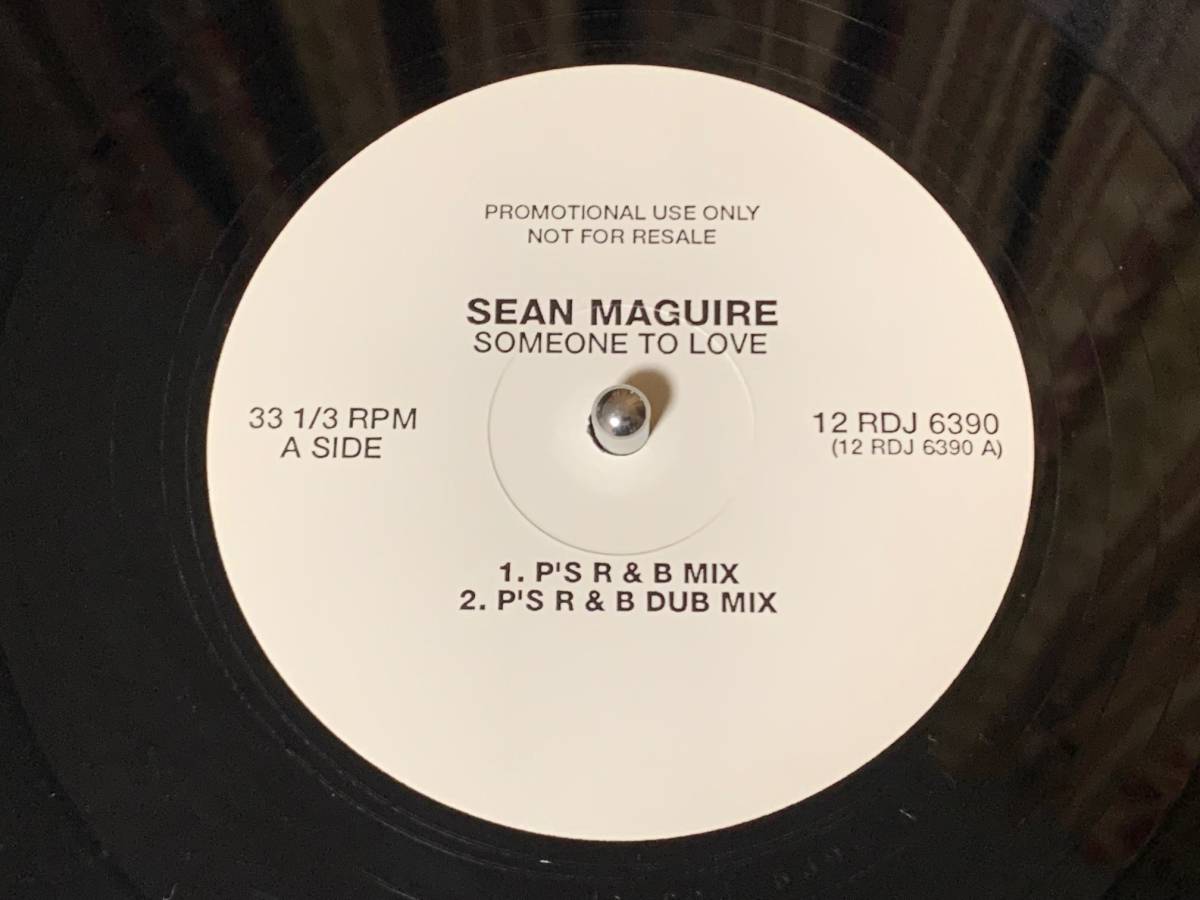 PROMOTIONAL USE ONLY
NOT FOR RESALE
SEAN MAGUIRE
SOMEONE TO LOVE
33 1/3 RPM
A SIDE
12 RDJ 6390
(12 RDJ 6390 A)
1. P'S R & B MIX
2. P'S R & B DUB MIX